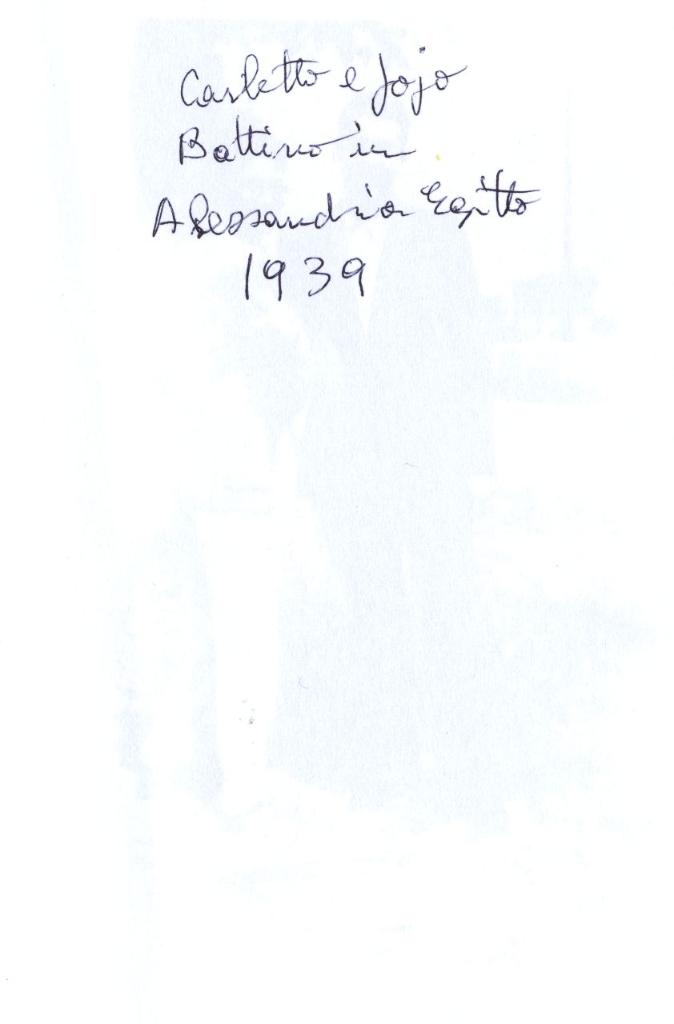 Carletto e Jojo
Battino in
Alessandria Egitto
1939